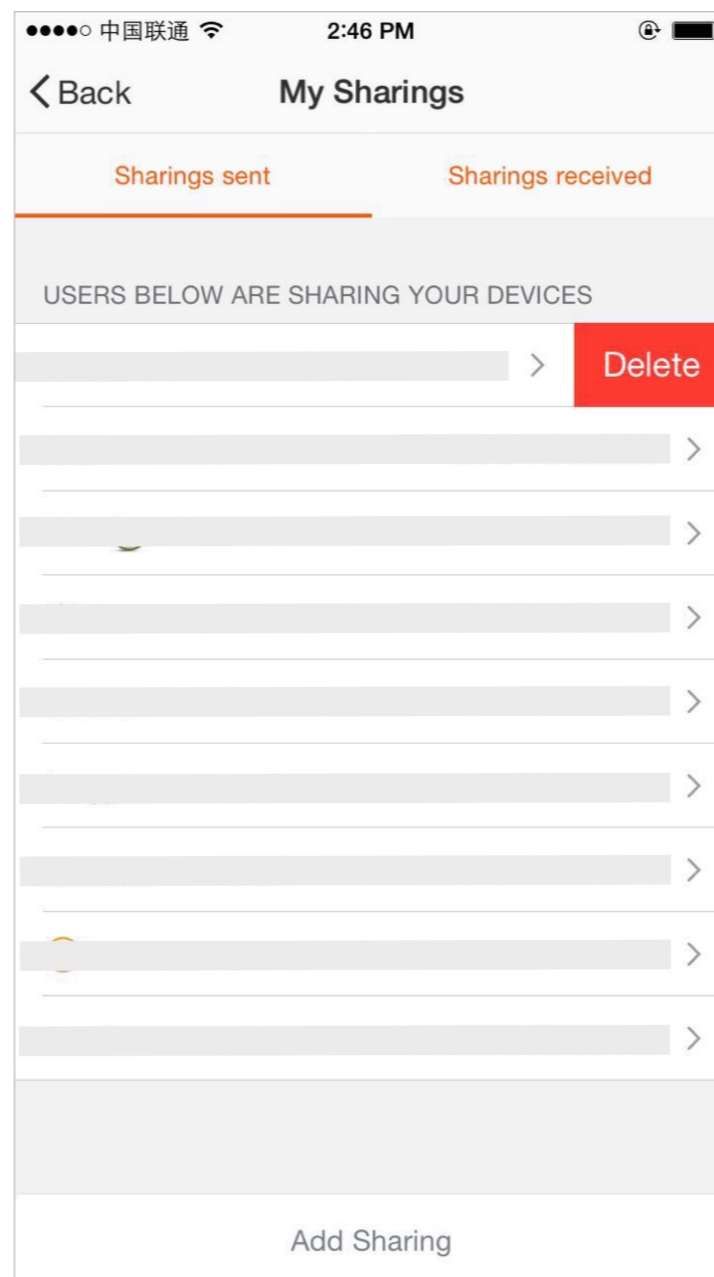 中国联通 2:46 PM
Back My Sharings
Sharings sent Sharings received
USERS BELOW ARE SHARING YOUR DEVICES
Delete
Add Sharing